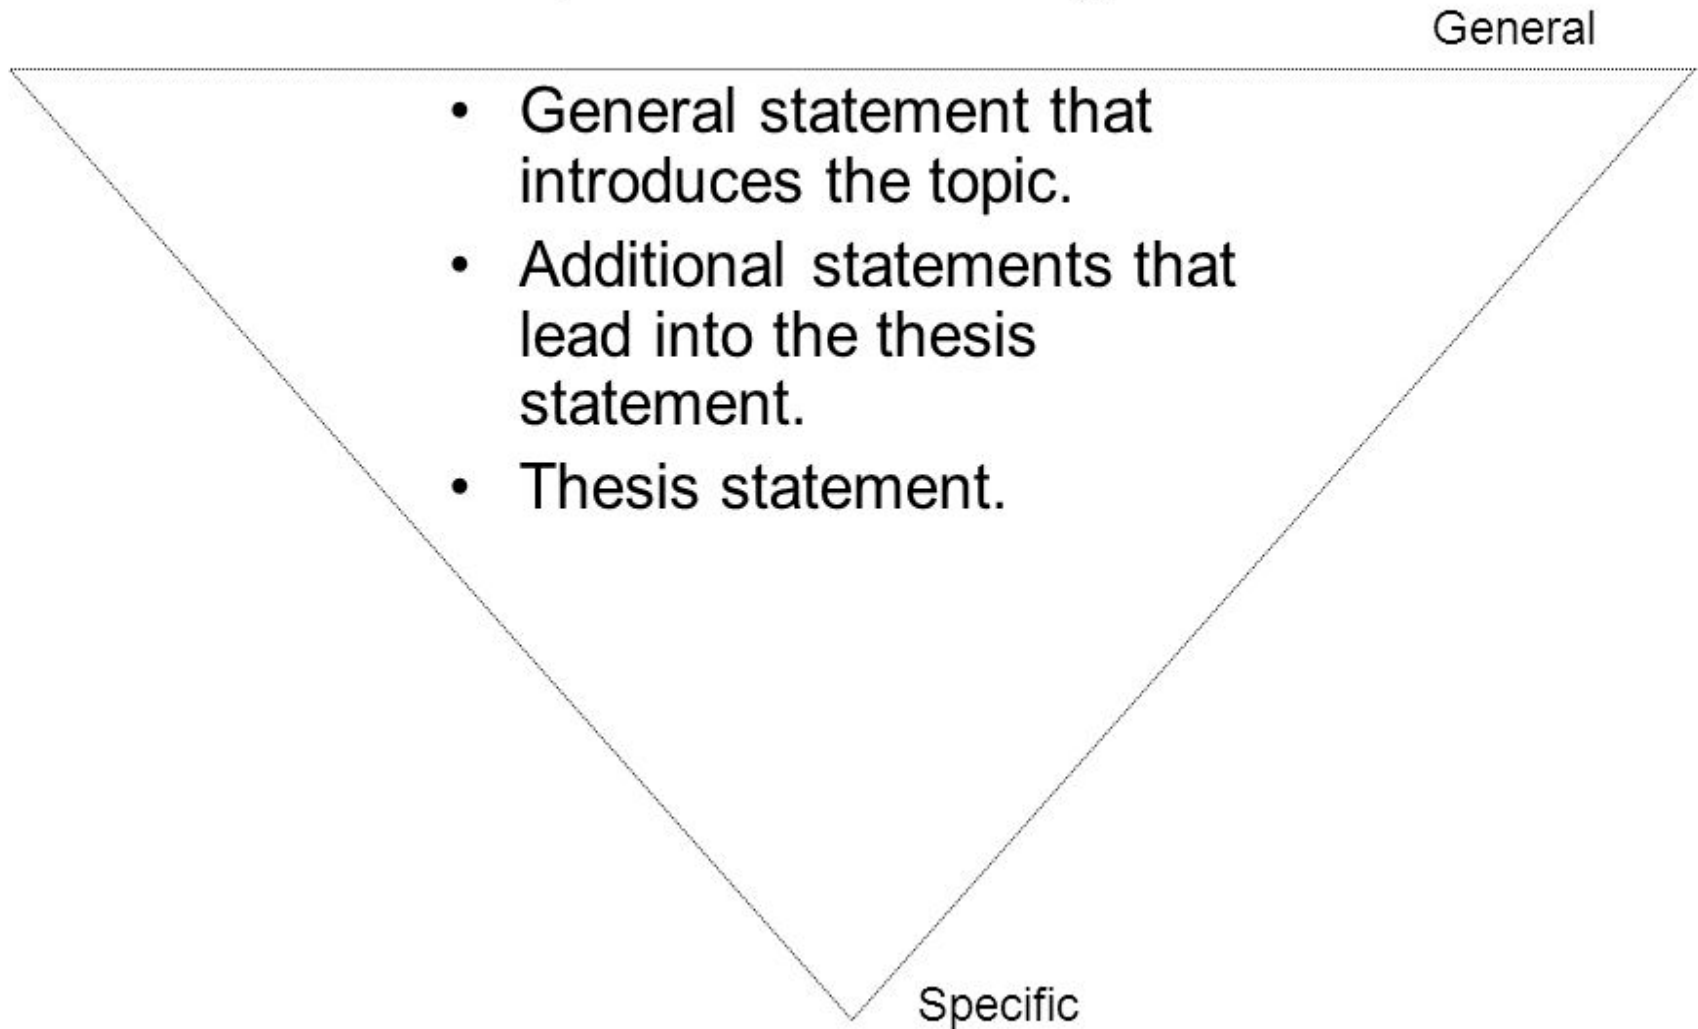 General
• General statement that
introduces the topic.
• Additional statements that
lead into the thesis
statement.
• Thesis statement.
Specific